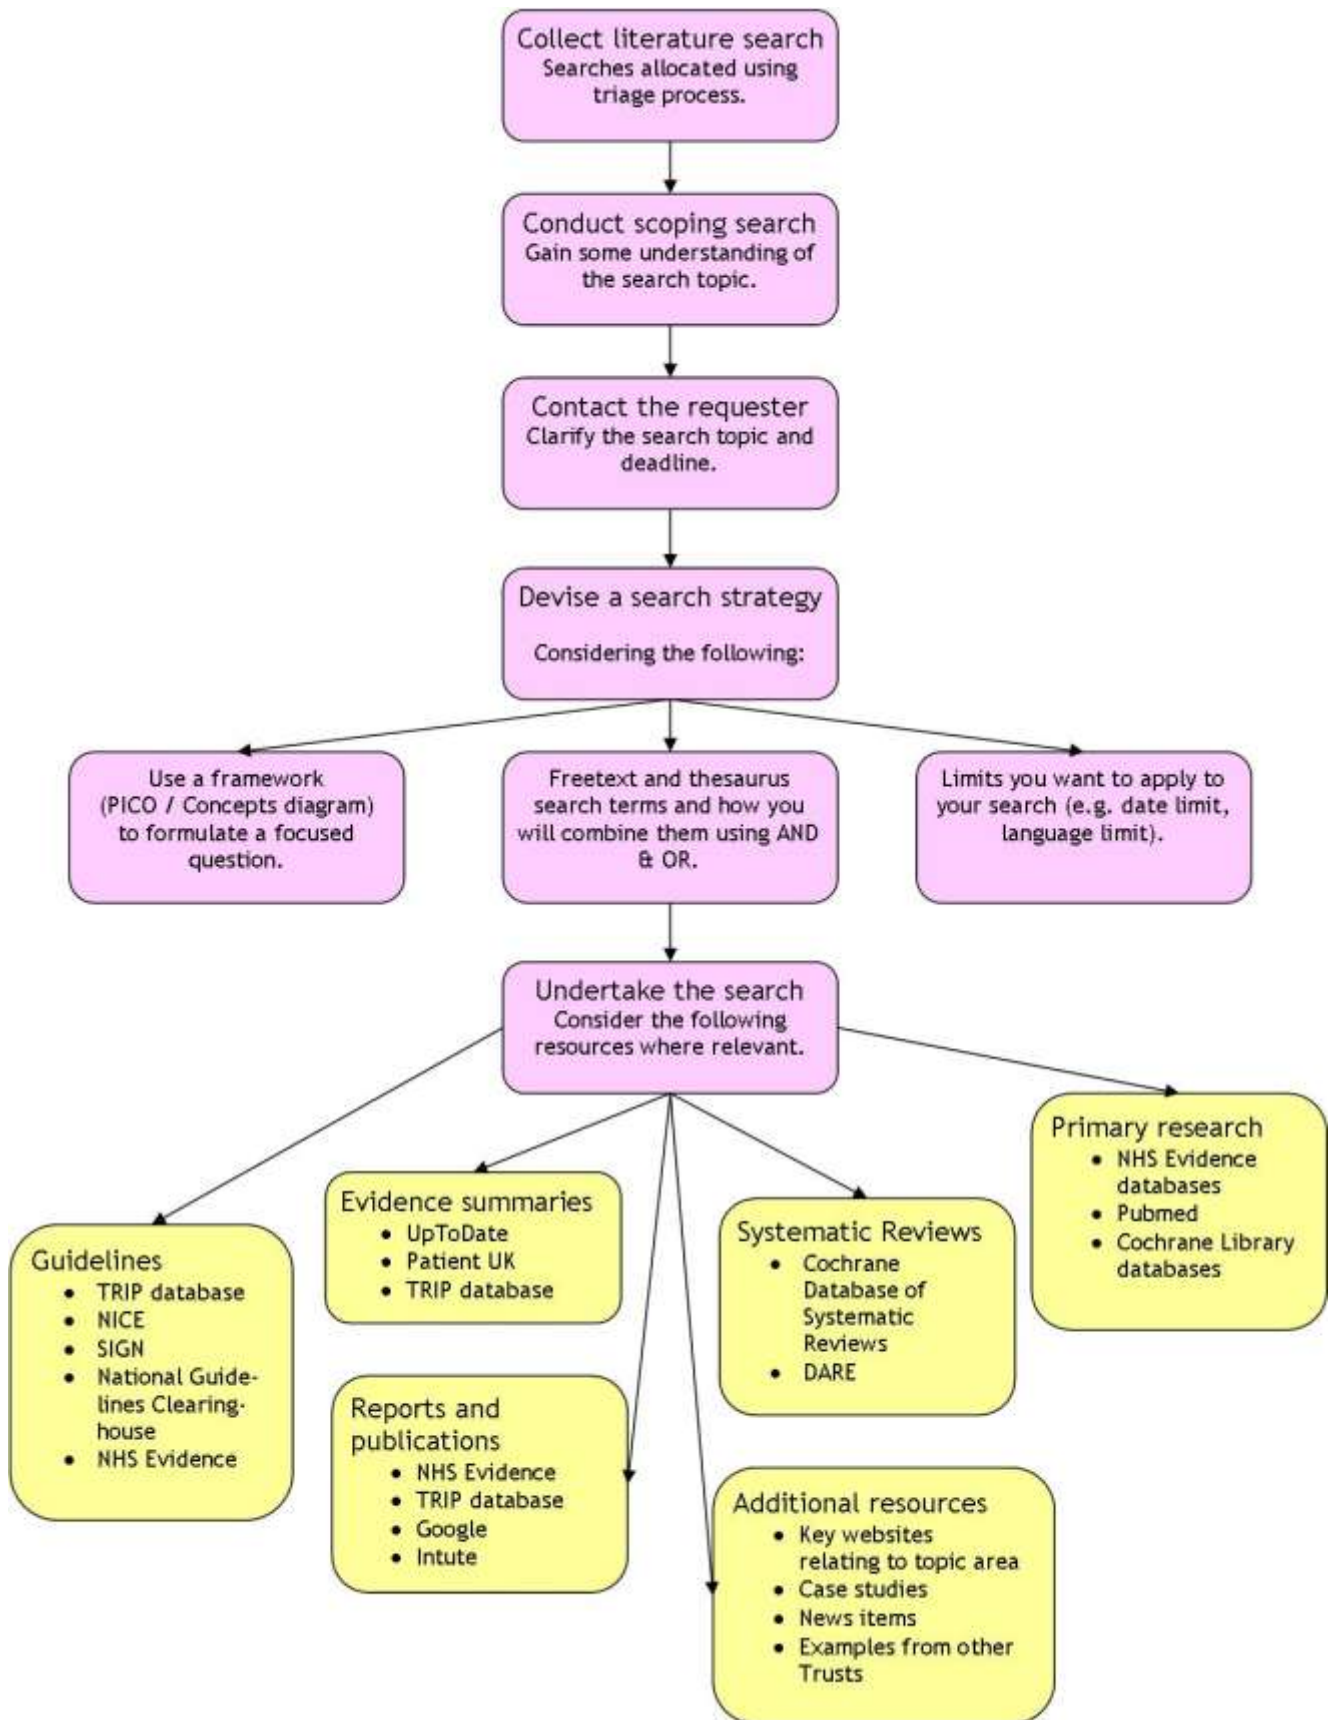 Collect literature search
Searches allocated using
triage process.
Conduct scoping search
Gain some understanding of
the search topic.
Contact the requester
Clarify the search topic and
deadline.
Devise a search strategy
Considering the following:
Use a framework
(PICO / Concepts diagram)
to formulate a focused
question.
Freetext and thesaurus
search terms and how you
will combine them using AND
& OR.
Limits you want to apply to
your search (e.g. date limit,
language limit).
Undertake the search
Consider the following
resources where relevant.
Guidelines
• TRIP database
• NICE
• SIGN
• National Guide-
lines Clearing-
house
• NHS Evidence
Evidence summaries
• UpToDate
• Patient UK
• TRIP database
Reports and
publications
• NHS Evidence
• TRIP database
• Google
• Intute
Systematic Reviews
• Cochrane
Database of
Systematic
Reviews
• DARE
Additional resources
• Key websites
relating to topic area
• Case studies
• News items
• Examples from other
Trusts
Primary research
• NHS Evidence
databases
• Pubmed
• Cochrane Library
databases